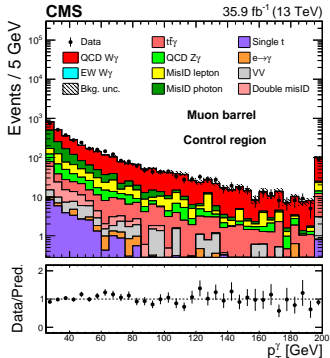 CMS 35.9 fb⁻¹ (13 TeV)
Events / 5 GeV
10⁵
10⁴
10³
10²
10
1
Data
tt̄γ
Single t
QCD Wγ
QCD Zγ
e→γ
EW Wγ
MisID lepton
VV
Bkg. unc.
MisID photon
Double misID
Muon barrel
Control region
Data/Pred.
2
1
0
40 60 80 100 120 140 160 180 200
p_T^γ [GeV]